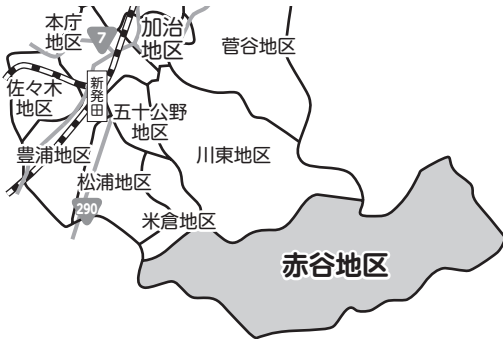 本庁
地区
7
加治
地区
菅谷地区
佐々木
地区
新発田
五十公野
地区
川東地区
豊浦地区
松浦地区
290
米倉地区
赤谷地区